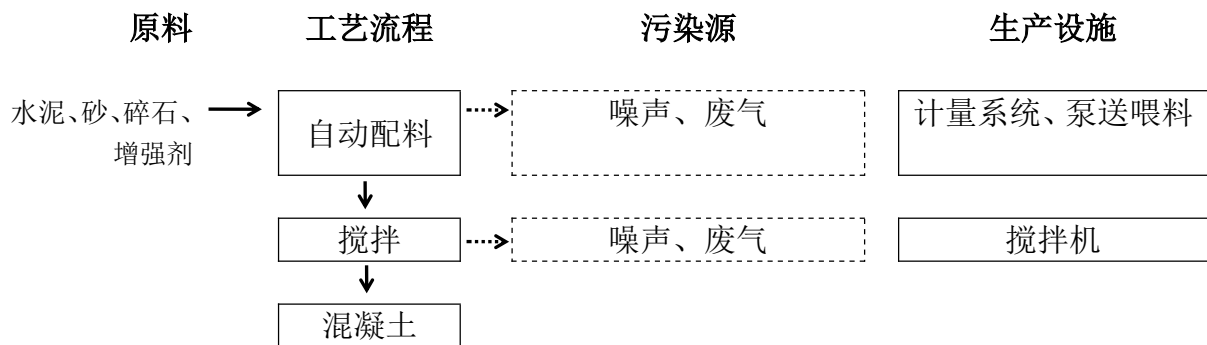 原料 工艺流程 污染源 生产设施
水泥、砂、碎石、
增强剂
自动配料
噪声、废气
计量系统、泵送喂料
搅拌
噪声、废气
搅拌机
混凝土